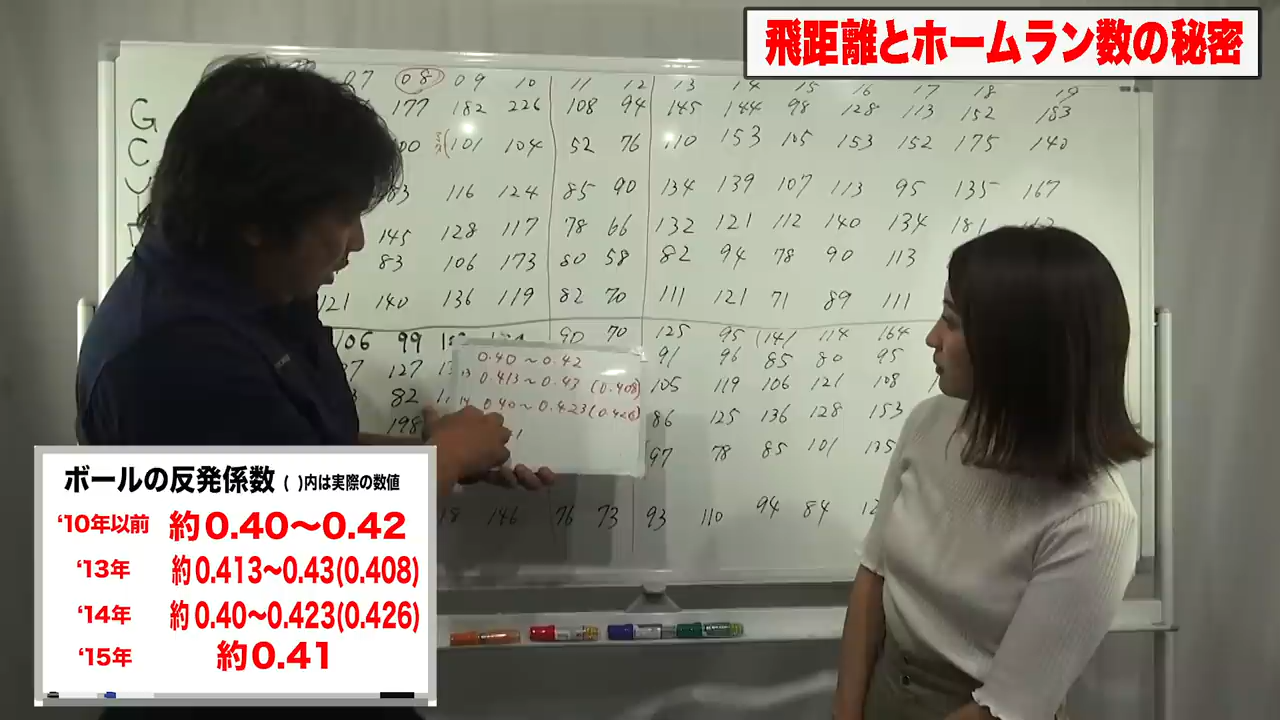 飛距離とホームラン数の秘密
07 08 09 10 11 12 13 14 15 16 17 18 19
G 177 182 226 108 94 145 144 98 128 113 152 183
C 101 104 52 76 110 153 105 153 152 175 140
116 124 85 90 134 139 107 113 95 135 167
145 128 117 78 66 132 121 112 140 134 181
83 106 173 80 58 82 94 78 90 113
121 140 136 119 82 70 111 121 71 89 111
106 99 90 70 125 95 (141 114 164
127 91 96 85 80 95
82 105 119 106 121 108
198 86 125 136 128 153
97 78 85 101 135
146 76 73 93 110 94 84
0.40～0.42
13 0.413～0.43 (0.408)
14 0.40～0.423(0.426)
ボールの反発係数 ( )内は実際の数値
‘10年以前 約0.40～0.42
‘13年 約0.413～0.43(0.408)
‘14年 約0.40～0.423(0.426)
‘15年 約0.41